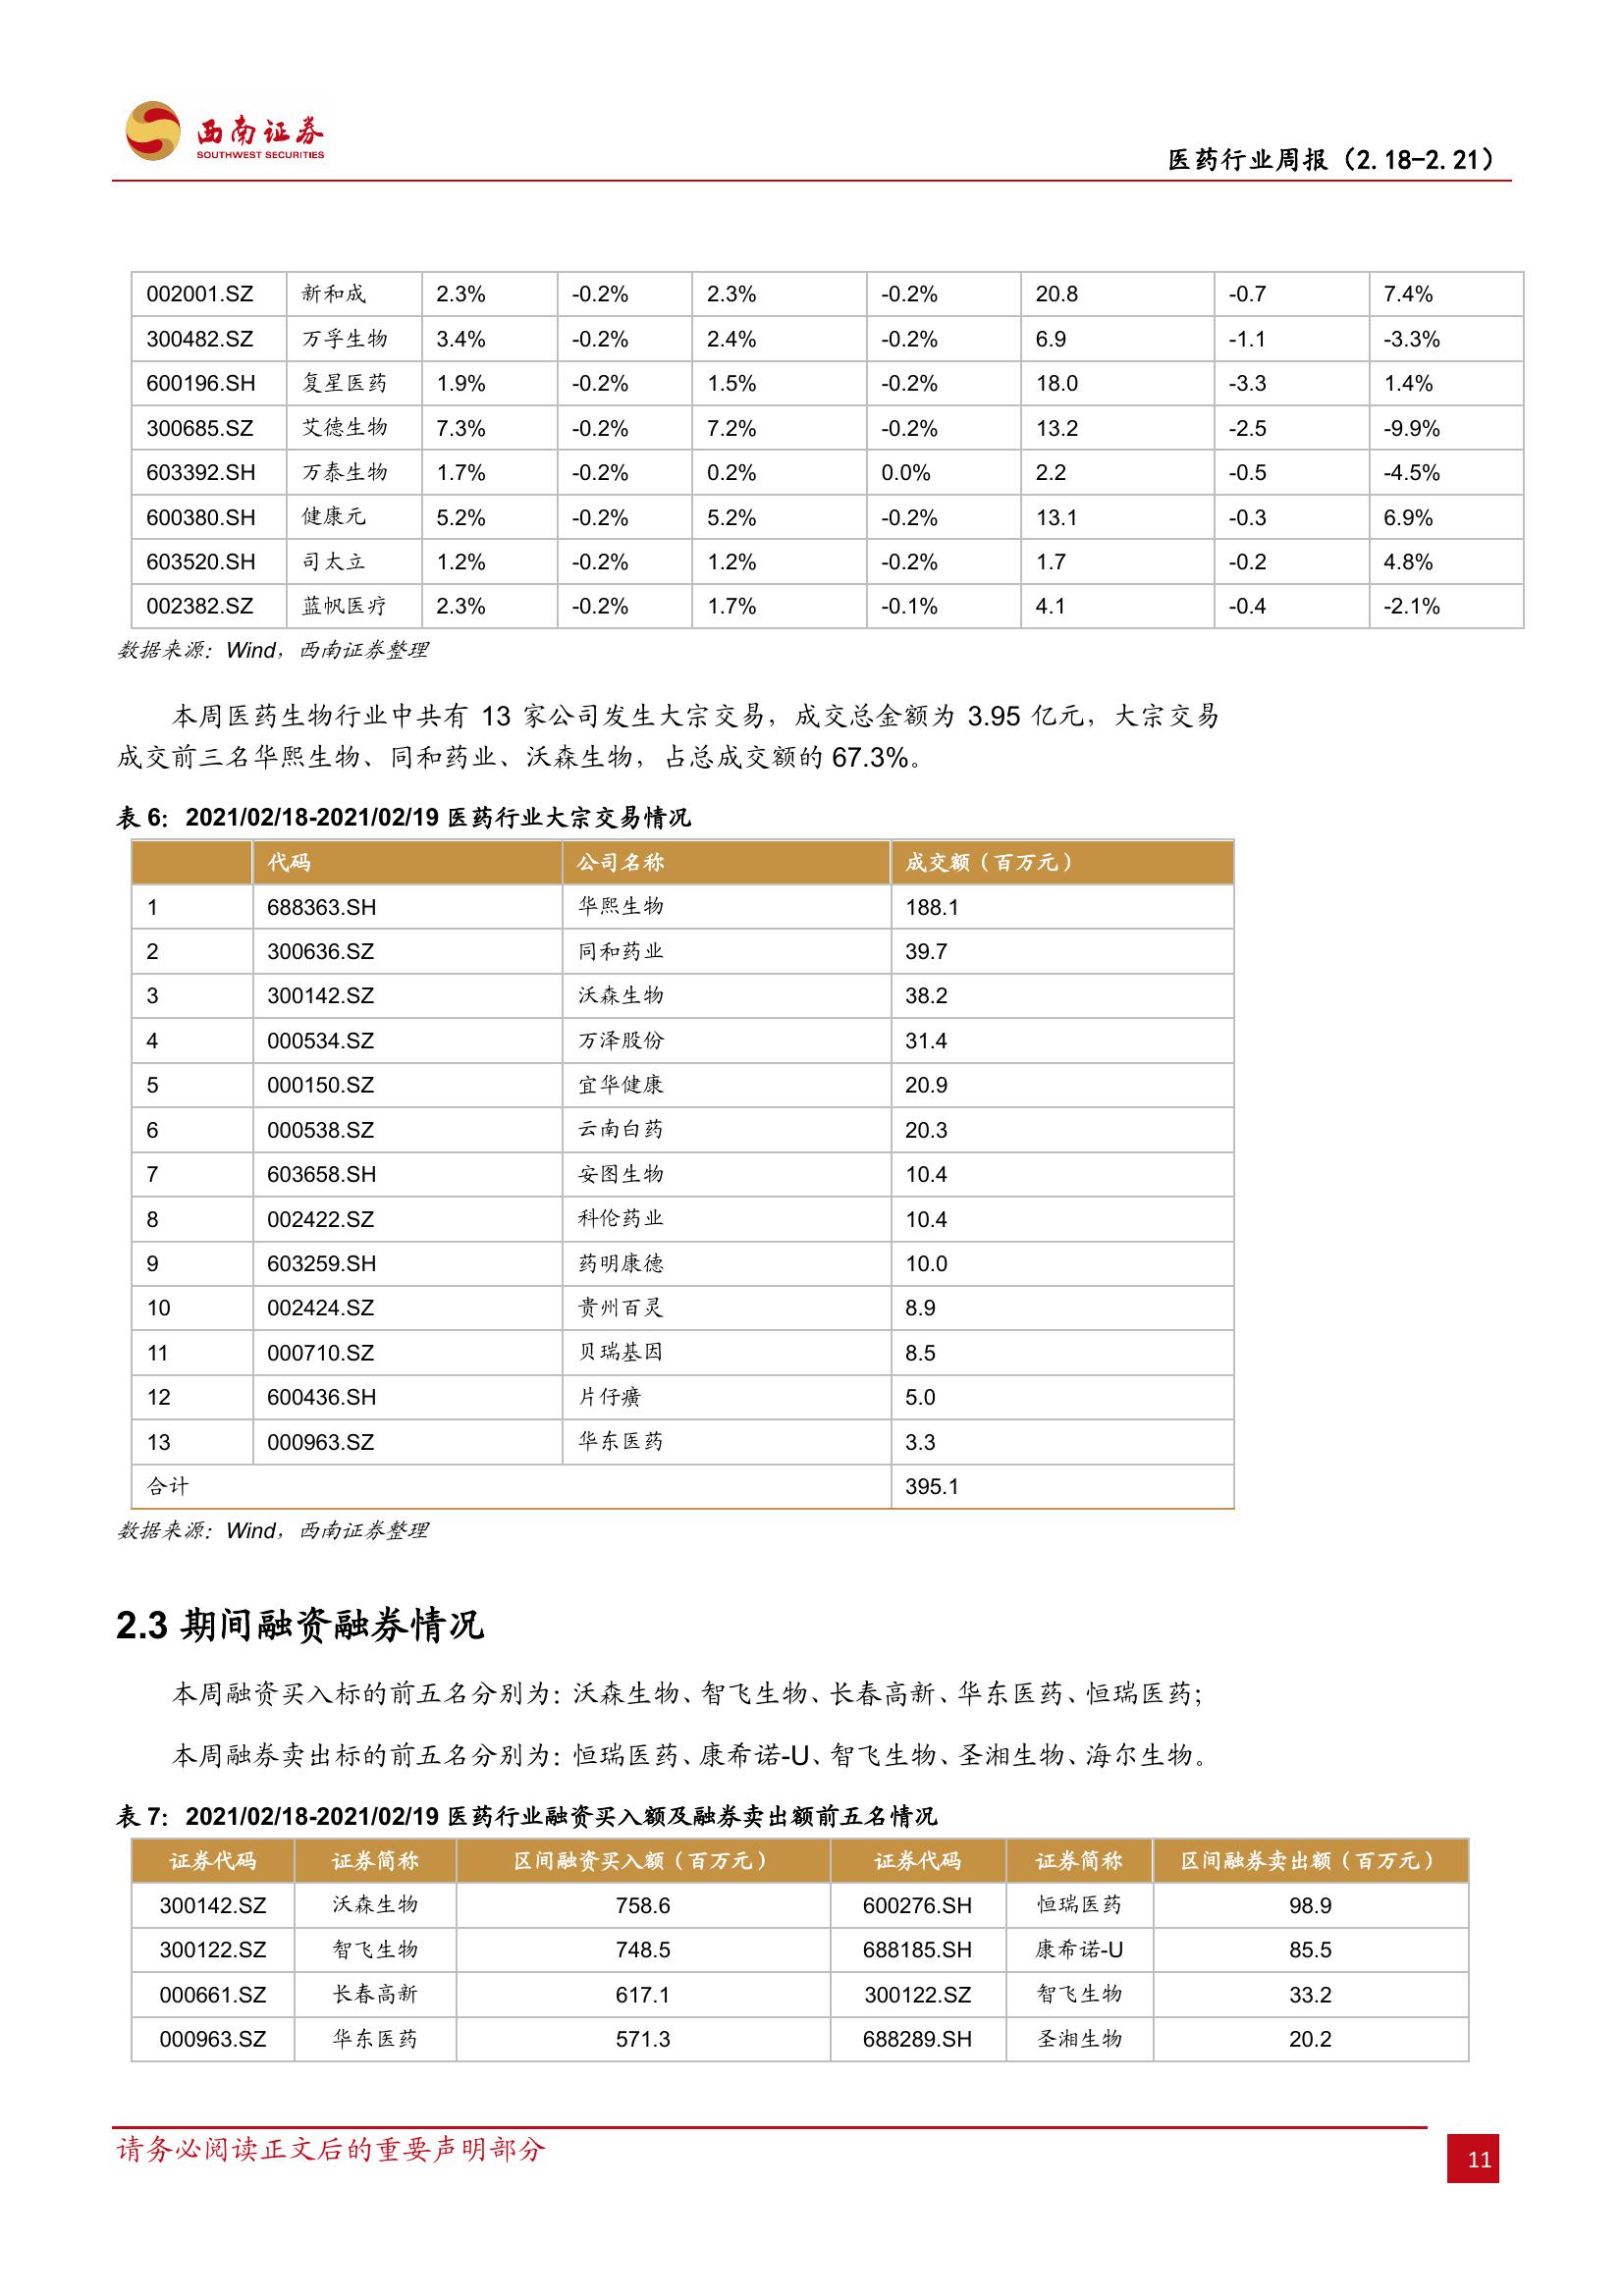 西南证券
SOUTHWEST SECURITIES
医药行业周报（2.18-2.21）
002001.SZ 新和成 2.3% -0.2% 2.3% -0.2% 20.8 -0.7 7.4%
300482.SZ 万孚生物 3.4% -0.2% 2.4% -0.2% 6.9 -1.1 -3.3%
600196.SH 复星医药 1.9% -0.2% 1.5% -0.2% 18.0 -3.3 1.4%
300685.SZ 艾德生物 7.3% -0.2% 7.2% -0.2% 13.2 -2.5 -9.9%
603392.SH 万泰生物 1.7% -0.2% 0.2% 0.0% 2.2 -0.5 -4.5%
600380.SH 健康元 5.2% -0.2% 5.2% -0.2% 13.1 -0.3 6.9%
603520.SH 司太立 1.2% -0.2% 1.2% -0.2% 1.7 -0.2 4.8%
002382.SZ 蓝帆医疗 2.3% -0.2% 1.7% -0.1% 4.1 -0.4 -2.1%
数据来源：Wind，西南证券整理
本周医药生物行业中共有 13 家公司发生大宗交易，成交总金额为 3.95 亿元，大宗交易
成交前三名华熙生物、同和药业、沃森生物，占总成交额的 67.3%。
表 6：2021/02/18-2021/02/19 医药行业大宗交易情况
代码 公司名称 成交额（百万元）
1 688363.SH 华熙生物 188.1
2 300636.SZ 同和药业 39.7
3 300142.SZ 沃森生物 38.2
4 000534.SZ 万泽股份 31.4
5 000150.SZ 宜华健康 20.9
6 000538.SZ 云南白药 20.3
7 603658.SH 安图生物 10.4
8 002422.SZ 科伦药业 10.4
9 603259.SH 药明康德 10.0
10 002424.SZ 贵州百灵 8.9
11 000710.SZ 贝瑞基因 8.5
12 600436.SH 片仔癀 5.0
13 000963.SZ 华东医药 3.3
合计 395.1
数据来源：Wind，西南证券整理
2.3 期间融资融券情况
本周融资买入标的前五名分别为：沃森生物、智飞生物、长春高新、华东医药、恒瑞医药；
本周融券卖出标的前五名分别为：恒瑞医药、康希诺-U、智飞生物、圣湘生物、海尔生物。
表 7：2021/02/18-2021/02/19 医药行业融资买入额及融券卖出额前五名情况
证券代码 证券简称 区间融资买入额（百万元） 证券代码 证券简称 区间融券卖出额（百万元）
300142.SZ 沃森生物 758.6 600276.SH 恒瑞医药 98.9
300122.SZ 智飞生物 748.5 688185.SH 康希诺-U 85.5
000661.SZ 长春高新 617.1 300122.SZ 智飞生物 33.2
000963.SZ 华东医药 571.3 688289.SH 圣湘生物 20.2
请务必阅读正文后的重要声明部分
11